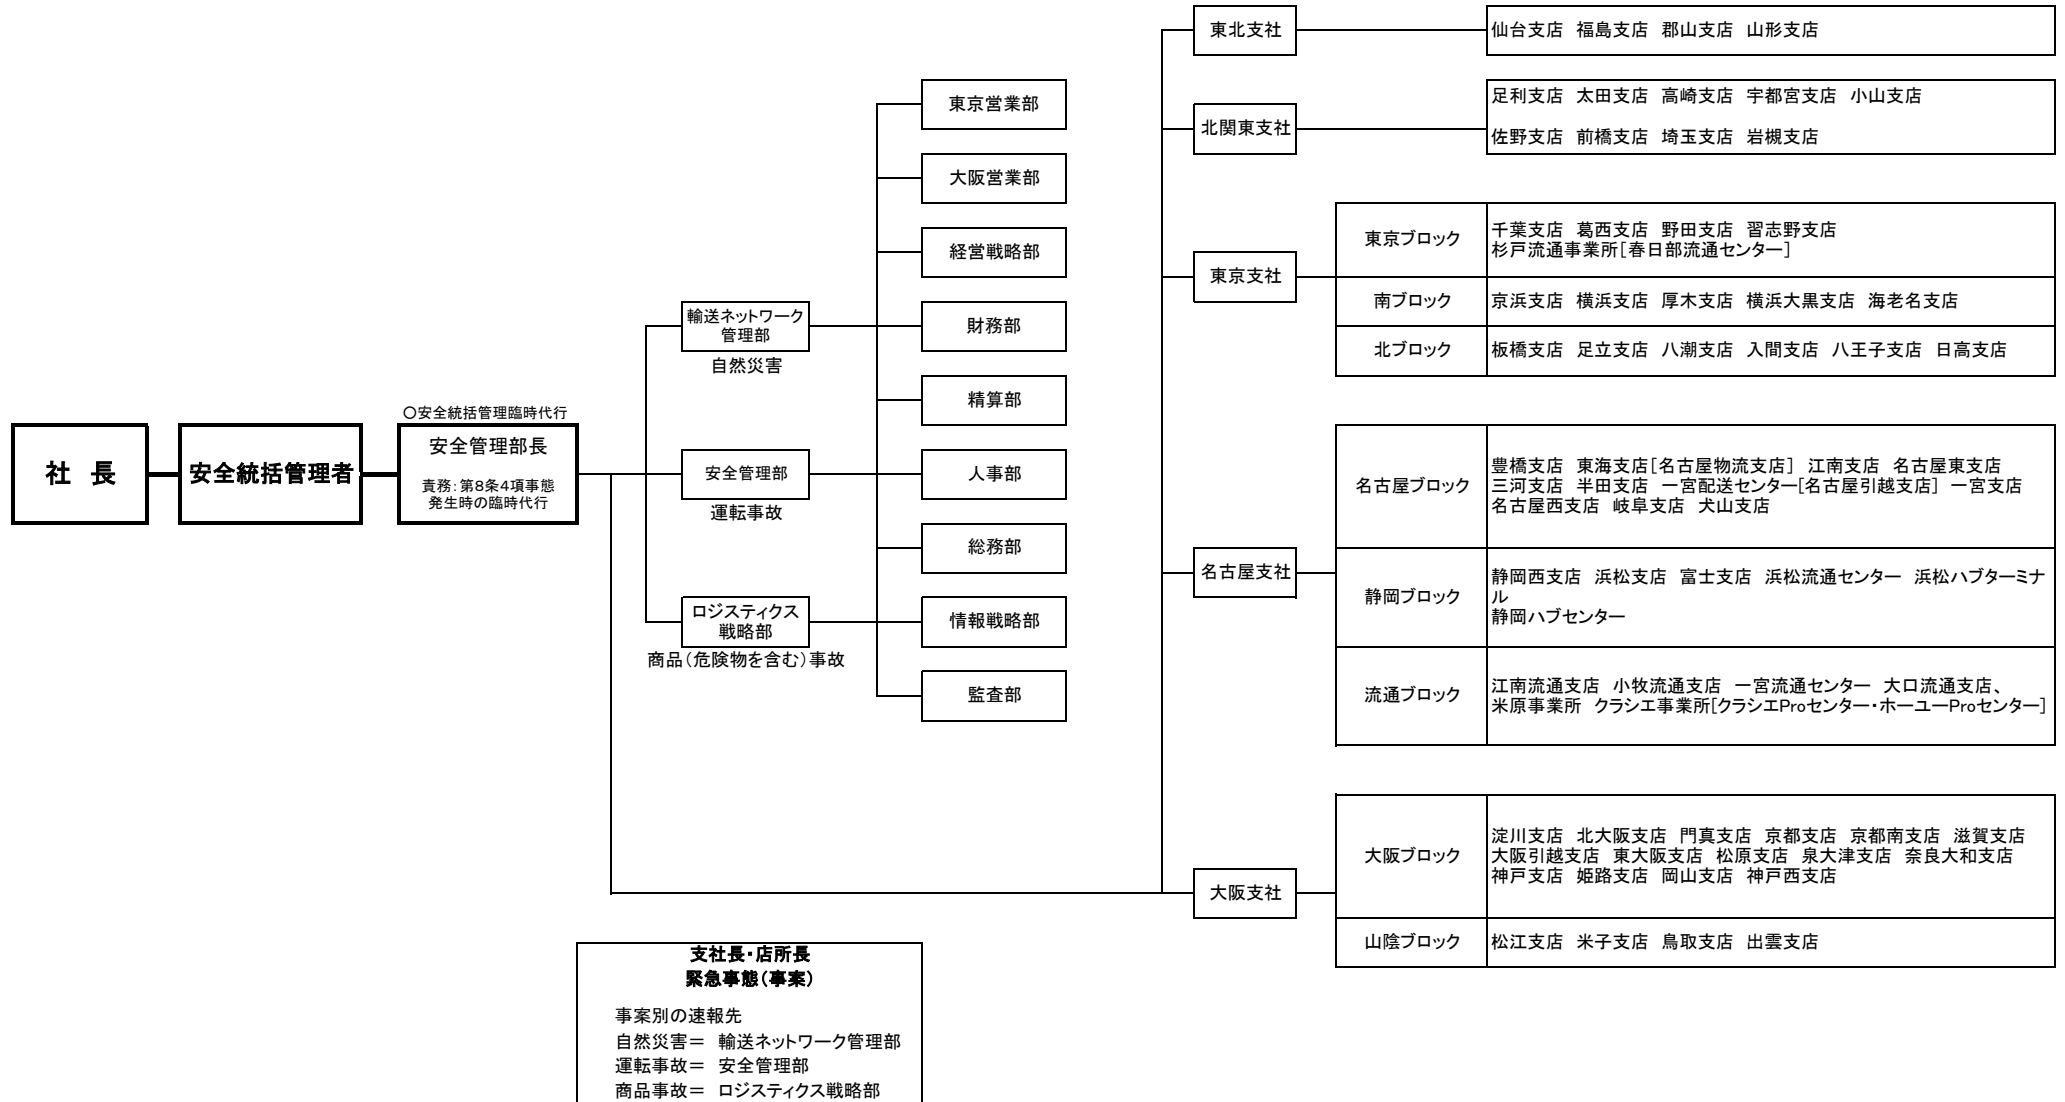 社 長
安全統括管理者
○安全統括管理臨時代行
安全管理部長
責務:第8条4項事態
発生時の臨時代行
輸送ネットワーク
管理部
自然災害
安全管理部
運転事故
ロジスティクス
戦略部
商品(危険物を含む)事故
東京営業部
大阪営業部
経営戦略部
財務部
精算部
人事部
総務部
情報戦略部
監査部
東北支社
仙台支店 福島支店 郡山支店 山形支店
北関東支社
足利支店 太田支店 高崎支店 宇都宮支店 小山支店
佐野支店 前橋支店 埼玉支店 岩槻支店
東京支社
東京ブロック
千葉支店 葛西支店 野田支店 習志野支店
杉戸流通事業所[春日部流通センター]
南ブロック
京浜支店 横浜支店 厚木支店 横浜大黒支店 海老名支店
北ブロック
板橋支店 足立支店 八潮支店 入間支店 八王子支店 日高支店
名古屋支社
名古屋ブロック
豊橋支店 東海支店[名古屋物流支店] 江南支店 名古屋東支店
三河支店 半田支店 一宮配送センター[名古屋引越支店] 一宮支店
名古屋西支店 岐阜支店 犬山支店
静岡ブロック
静岡西支店 浜松支店 富士支店 浜松流通センター 浜松ハブターミナ
ル
静岡ハブセンター
流通ブロック
江南流通支店 小牧流通支店 一宮流通センター 大口流通支店、
米原事業所 クラシエ事業所[クラシエProセンター・ホーユーProセンター]
大阪支社
大阪ブロック
淀川支店 北大阪支店 門真支店 京都支店 京都南支店 滋賀支店
大阪引越支店 東大阪支店 松原支店 泉大津支店 奈良大和支店
神戸支店 姫路支店 岡山支店 神戸西支店
山陰ブロック
松江支店 米子支店 鳥取支店 出雲支店
支社長・店所長
緊急事態(事案)
事案別の速報先
自然災害= 輸送ネットワーク管理部
運転事故= 安全管理部
商品事故= ロジスティクス戦略部